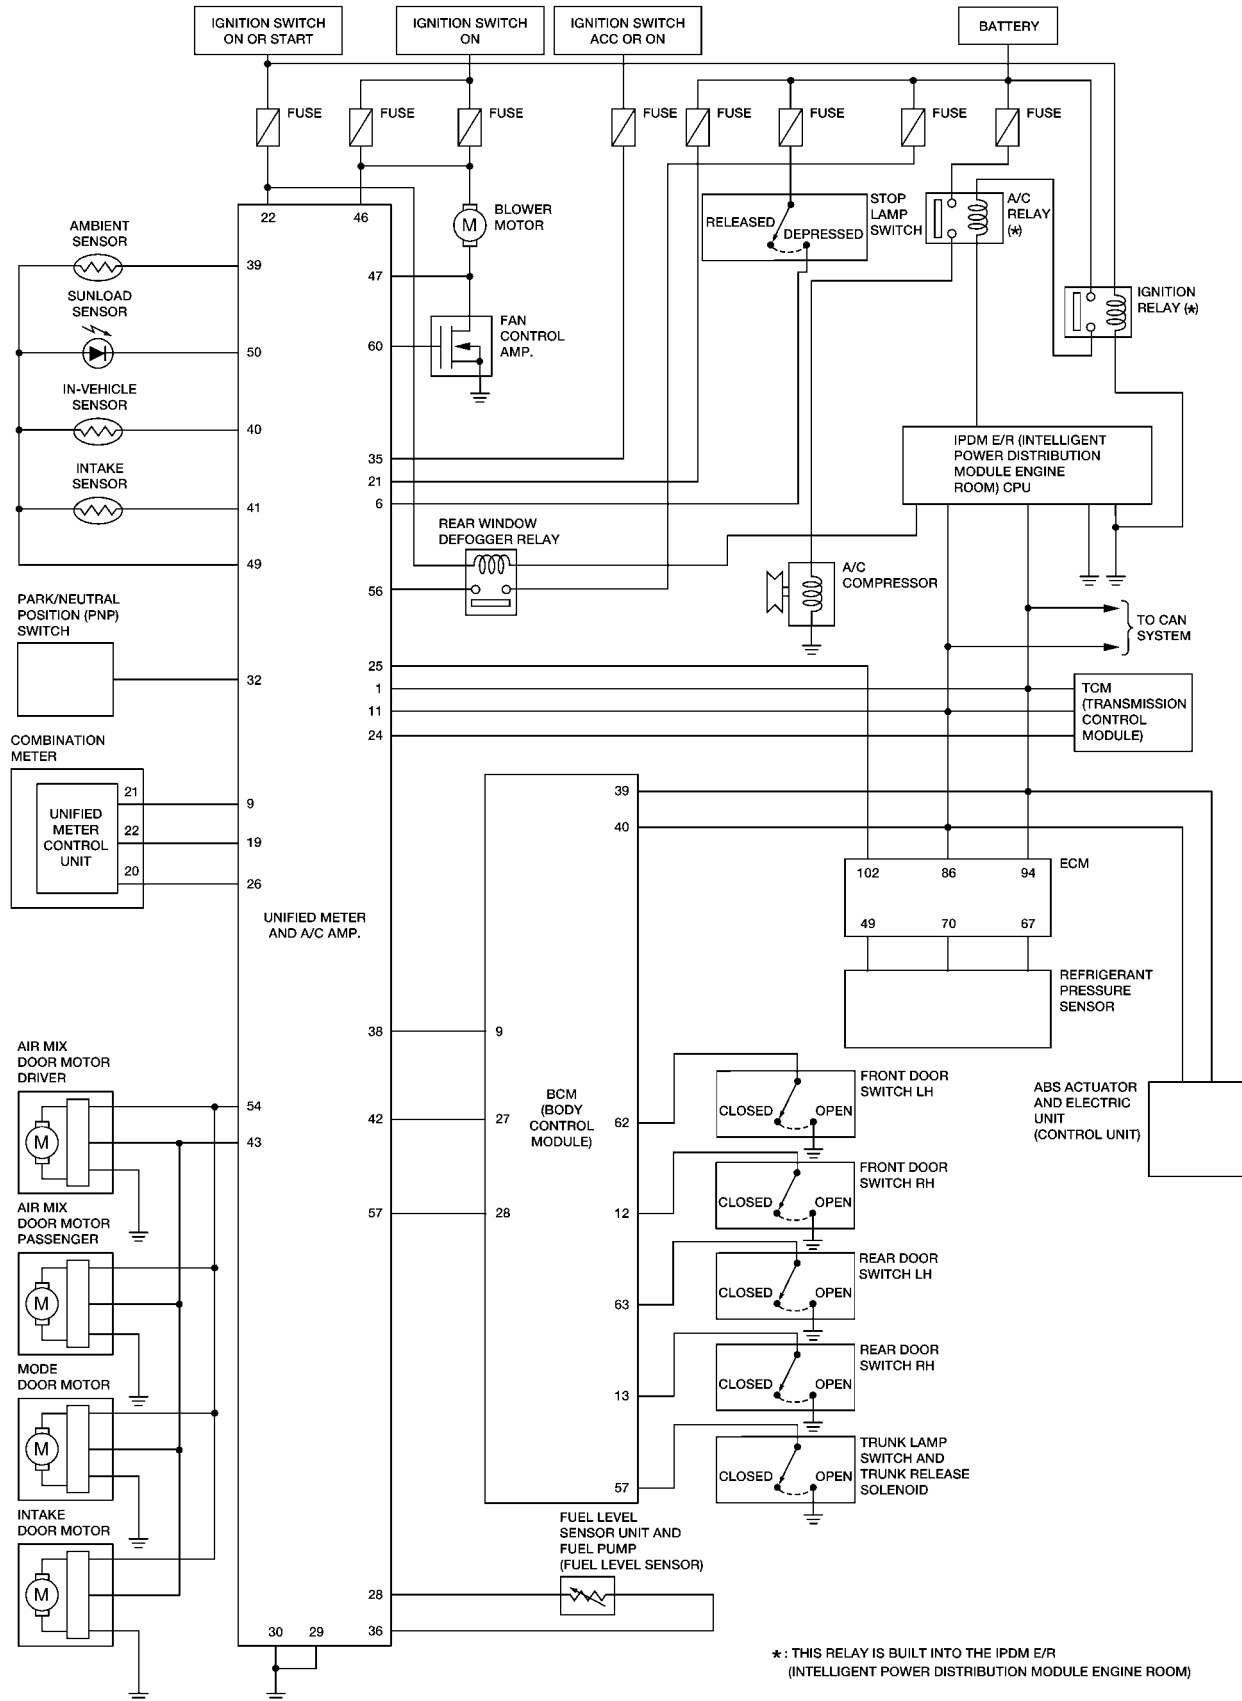 IGNITION SWITCH
ON OR START
IGNITION SWITCH
ON
IGNITION SWITCH
ACC OR ON
BATTERY
FUSE
FUSE
FUSE
FUSE
FUSE
FUSE
FUSE
FUSE
22
46
BLOWER
MOTOR
M
RELEASED
DEPRESSED
STOP
LAMP
SWITCH
A/C
RELAY
(*)
AMBIENT
SENSOR
39
47
SUNLOAD
SENSOR
50
60
FAN
CONTROL
AMP.
IGNITION
RELAY (*)
IN-VEHICLE
SENSOR
40
INTAKE
SENSOR
41
35
21
6
IPDM E/R (INTELLIGENT
POWER DISTRIBUTION
MODULE ENGINE
ROOM) CPU
REAR WINDOW
DEFOGGER RELAY
49
56
A/C
COMPRESSOR
PARK/NEUTRAL
POSITION (PNP)
SWITCH
32
TO CAN
SYSTEM
25
1
11
24
TCM
(TRANSMISSION
CONTROL
MODULE)
COMBINATION
METER
UNIFIED
METER
CONTROL
UNIT
21
22
20
9
19
26
39
40
UNIFIED METER
AND A/C AMP.
ECM
102
86
94
49
70
67
REFRIGERANT
PRESSURE
SENSOR
38
9
42
27
57
28
BCM
(BODY
CONTROL
MODULE)
62
12
63
13
57
FRONT DOOR
SWITCH LH
CLOSED
OPEN
FRONT DOOR
SWITCH RH
CLOSED
OPEN
REAR DOOR
SWITCH LH
CLOSED
OPEN
REAR DOOR
SWITCH RH
CLOSED
OPEN
TRUNK LAMP
SWITCH AND
TRUNK RELEASE
SOLENOID
CLOSED
OPEN
ABS ACTUATOR
AND ELECTRIC
UNIT
(CONTROL UNIT)
AIR MIX
DOOR MOTOR
DRIVER
M
54
43
AIR MIX
DOOR MOTOR
PASSENGER
M
MODE
DOOR MOTOR
M
INTAKE
DOOR MOTOR
M
FUEL LEVEL
SENSOR UNIT AND
FUEL PUMP
(FUEL LEVEL SENSOR)
28
36
30
29
* : THIS RELAY IS BUILT INTO THE IPDM E/R
(INTELLIGENT POWER DISTRIBUTION MODULE ENGINE ROOM)